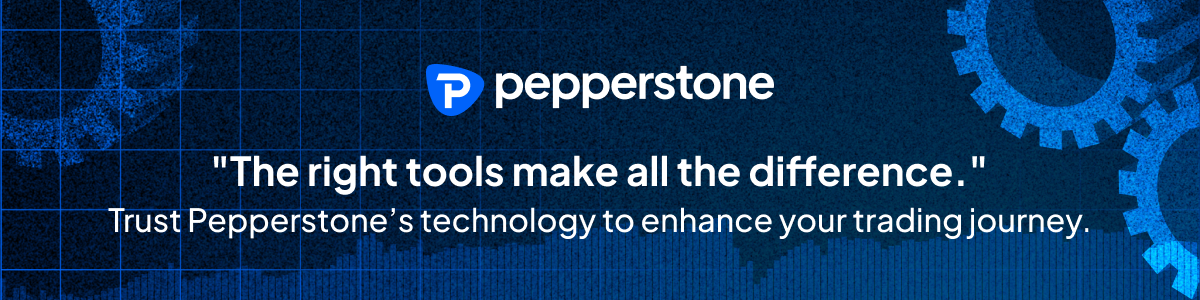 pepperstone
"The right tools make all the difference."
Trust Pepperstone’s technology to enhance your trading journey.